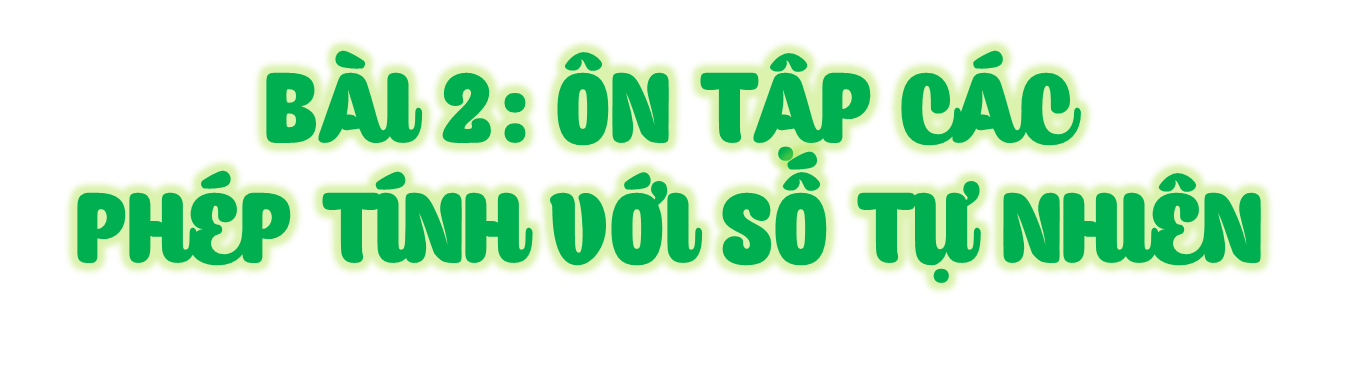 BÀI 2: ÔN TẬP CÁC
PHÉP TÍNH VỚI SỐ TỰ NHIÊN